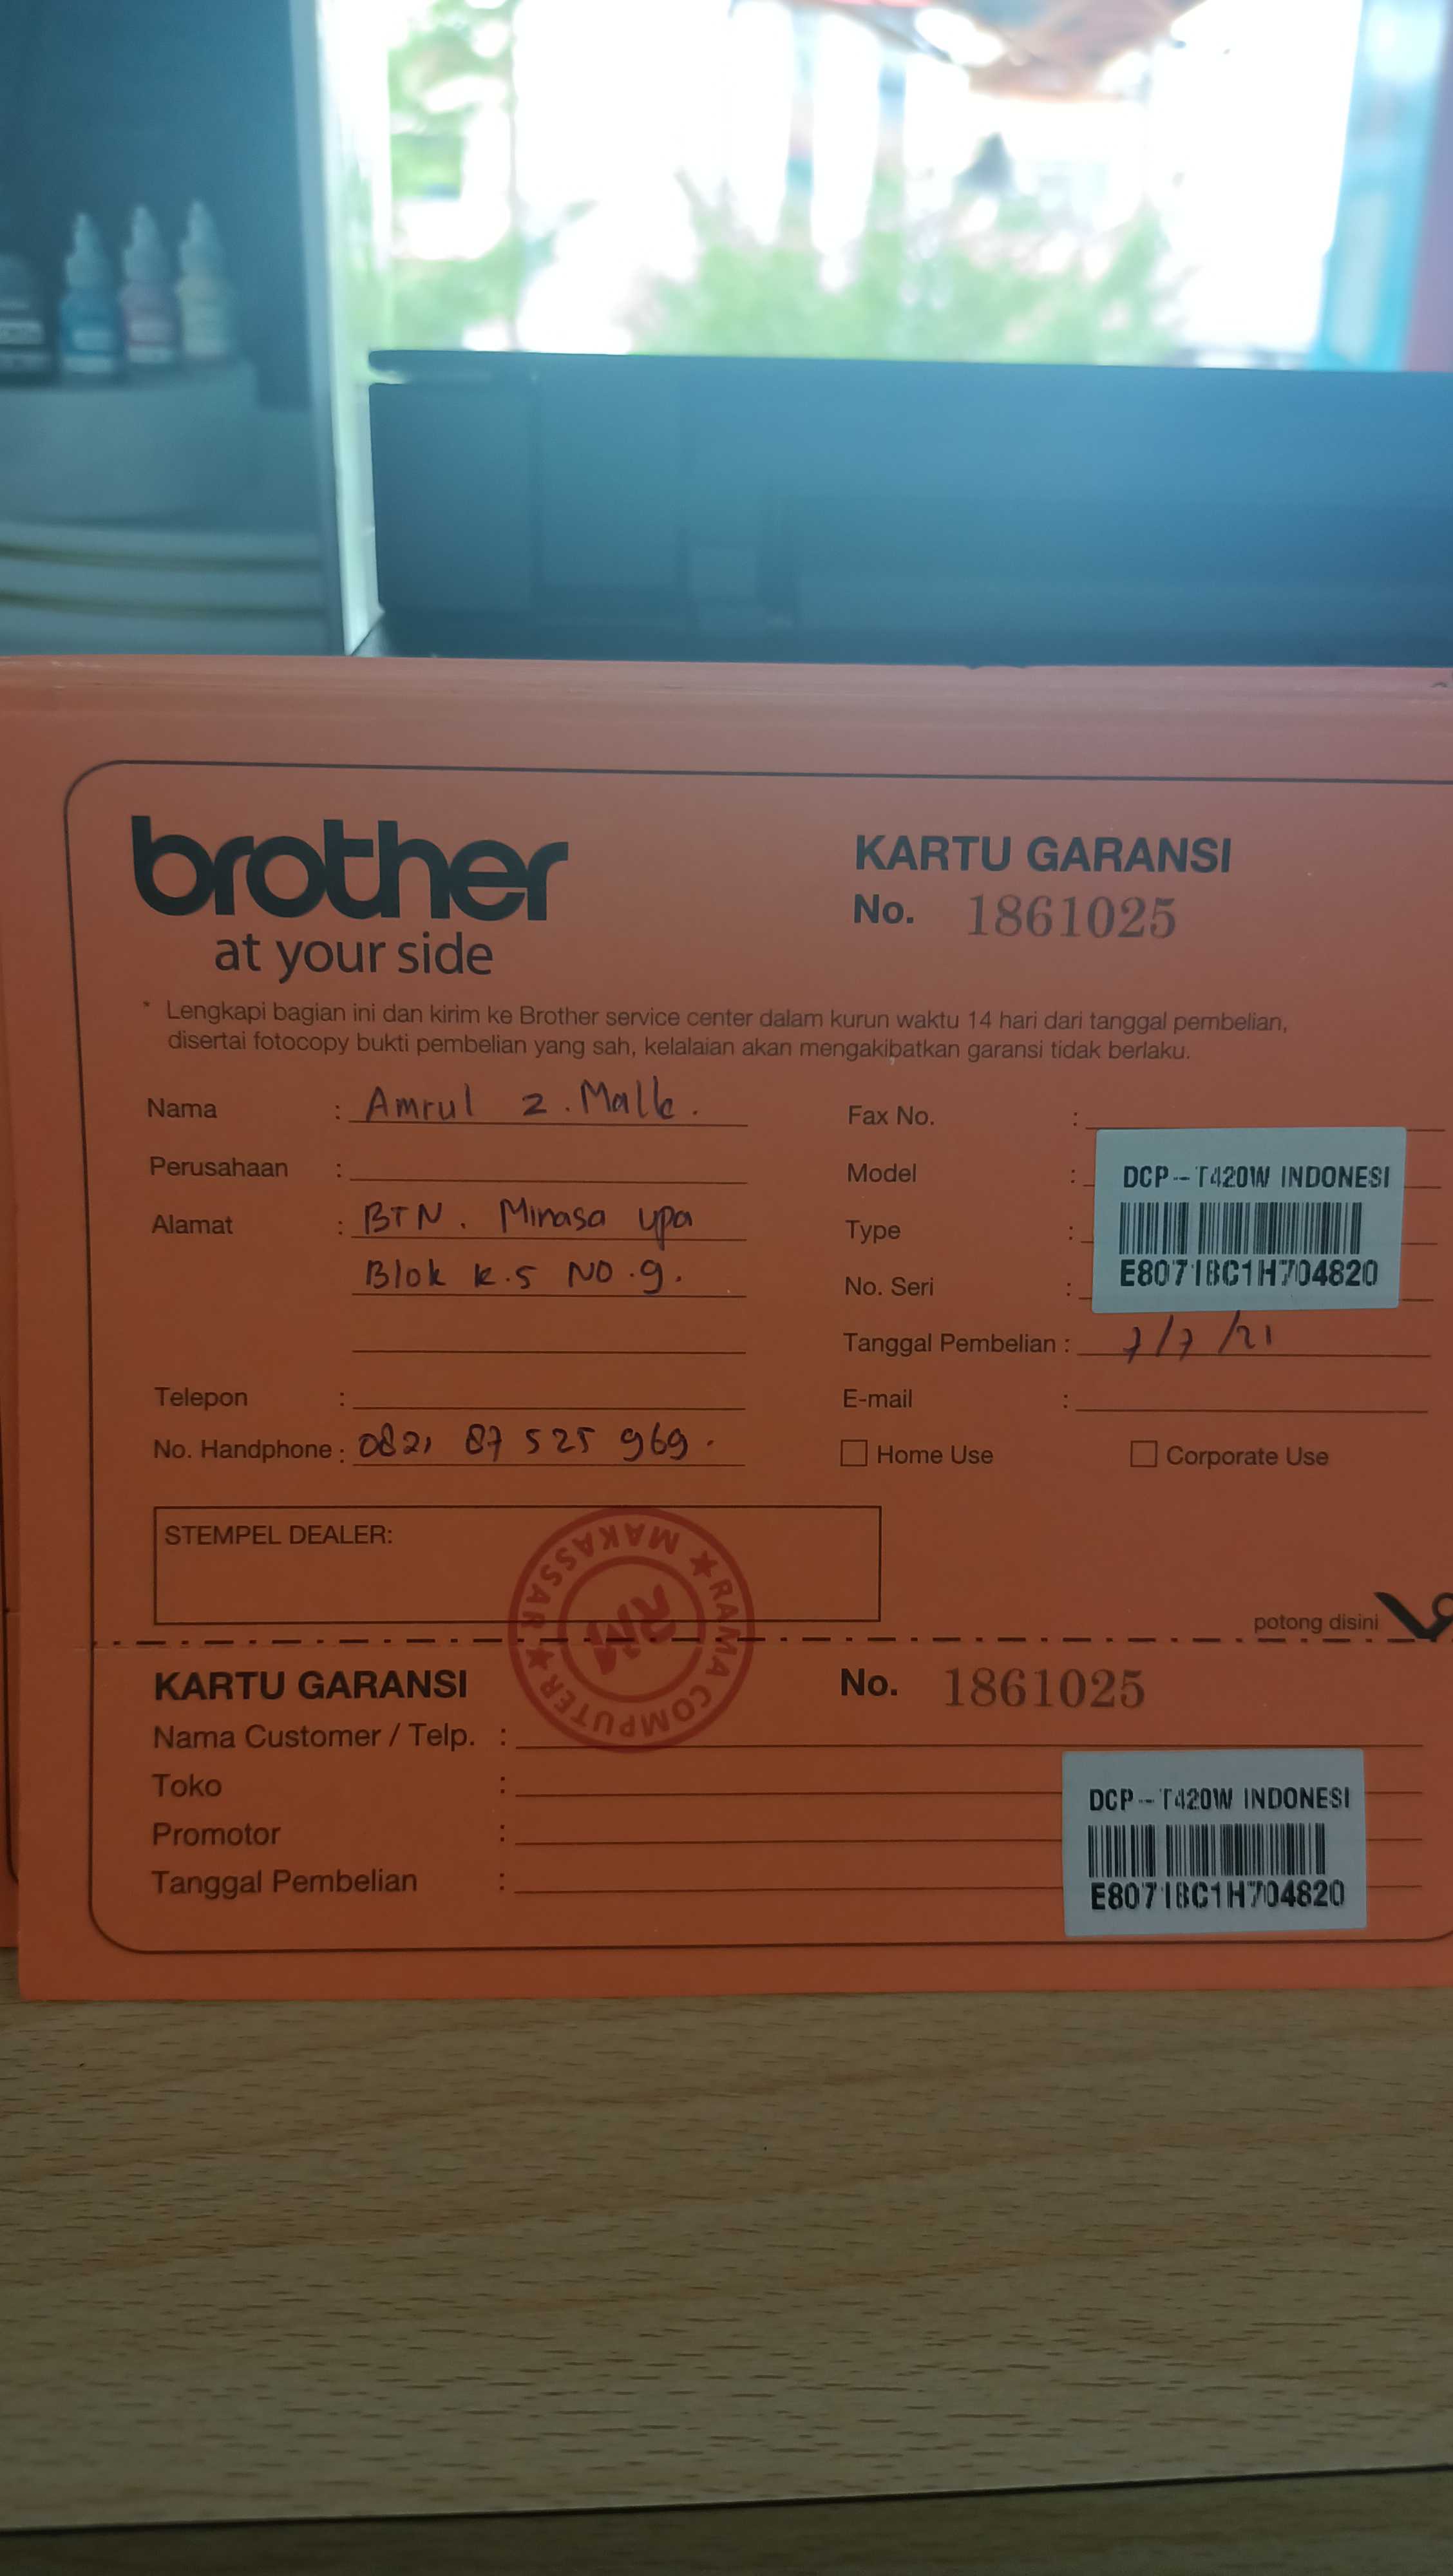 brother
at your side
KARTU GARANSI
No. 1861025
* Lengkapi bagian ini dan kirim ke Brother service center dalam kurun waktu 14 hari dari tanggal pembelian,
disertai fotocopy bukti pembelian yang sah, kelalaian akan mengakibatkan garansi tidak berlaku.
Nama : Amrul Z. Malk.
Perusahaan :
Alamat : BTN. Minasa upa
Blok K.5 NO.9.
Telepon :
No. Handphone : 0821 87 525 969.
Fax No. :
Model :
Type :
No. Seri :
DCP-T420W INDONESI
E80718C1H704820
Tanggal Pembelian : 7/7/21
E-mail :
Home Use
Corporate Use
STEMPEL DEALER:
MAKASSAR ★ RAMA COMPUTER ★
RM
potong disini
KARTU GARANSI
No. 1861025
Nama Customer / Telp. :
Toko :
Promotor :
Tanggal Pembelian :
DCP-T420W INDONESI
E80718C1H704820